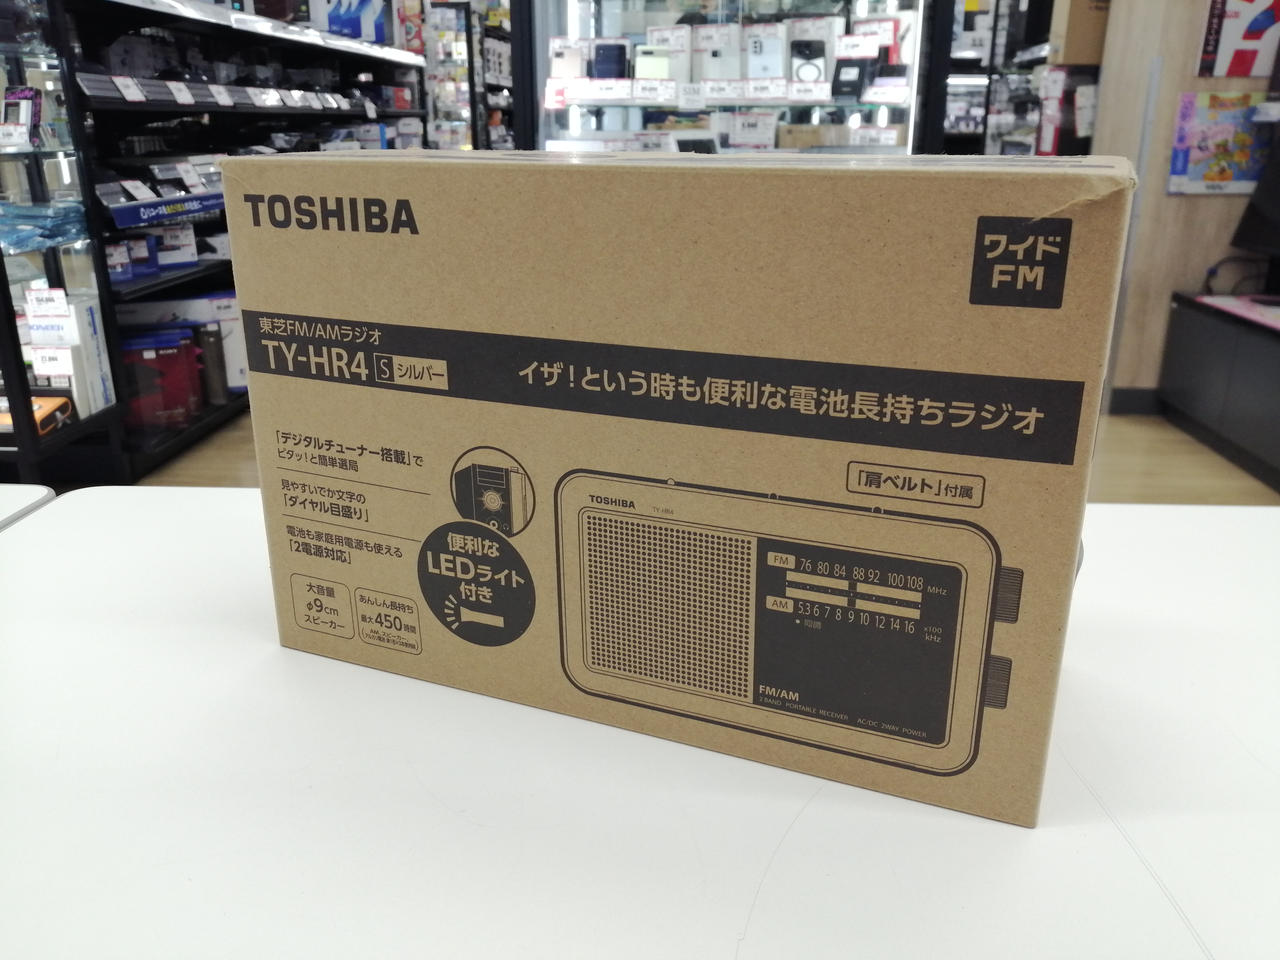 TOSHIBA
ワイド
FM
東芝FM/AMラジオ
TY-HR4 S シルバー
イザ!という時も便利な電池長持ちラジオ
「デジタルチューナー搭載」で
ピタッ!と簡単選局
見やすいでか文字の
「ダイヤル目盛り」
電池も家庭用電源も使える
「2電源対応」
大音量
φ9cm
スピーカー
あんしん長持ち
最大450時間
便利な
LEDライト
付き
「肩ベルト」付属
TOSHIBA
TY-HR4
FM 76 80 84 88 92 100 108 MHz
AM 5.3 6 7 8 9 10 12 14 16 x100
kHz
同調
FM/AM
2 BAND PORTABLE RECEIVER AC/DC 2WAY POWER
SIM